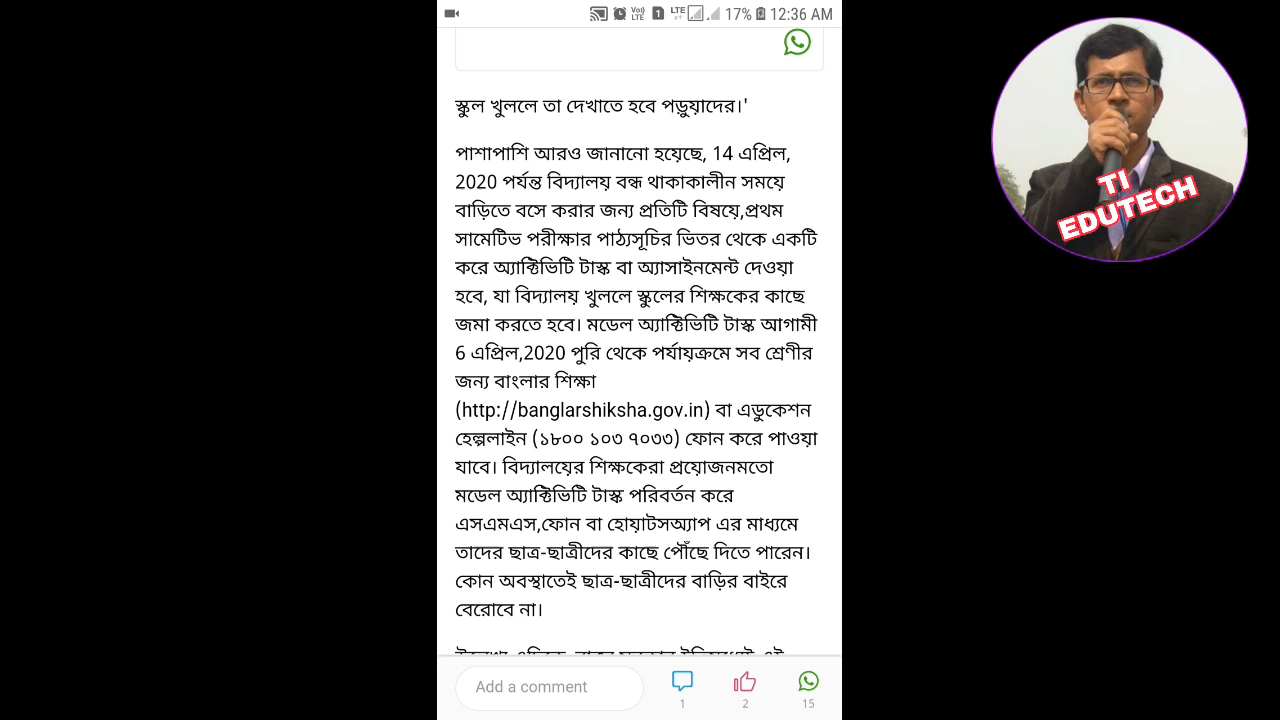 LTE 17% 12:36 AM
স্কুল খুললে তা দেখাতে হবে পড়ুয়াদের।'
পাশাপাশি আরও জানানো হয়েছে, 14 এপ্রিল,
2020 পর্যন্ত বিদ্যালয় বন্ধ থাকাকালীন সময়ে
বাড়িতে বসে করার জন্য প্রতিটি বিষয়ে,প্রথম
সামেটিভ পরীক্ষার পাঠ্যসূচির ভিতর থেকে একটি
করে অ্যাক্টিভিটি টাস্ক বা অ্যাসাইনমেন্ট দেওয়া
হবে, যা বিদ্যালয় খুললে স্কুলের শিক্ষকের কাছে
জমা করতে হবে। মডেল অ্যাক্টিভিটি টাস্ক আগামী
6 এপ্রিল,2020 পুরি থেকে পর্যায়ক্রমে সব শ্রেণীর
জন্য বাংলার শিক্ষা
(http://banglarshiksha.gov.in) বা এডুকেশন
হেল্পলাইন (১৮০০ ১০৩ ৭০৩৩) ফোন করে পাওয়া
যাবে। বিদ্যালয়ের শিক্ষকেরা প্রয়োজনমতো
মডেল অ্যাক্টিভিটি টাস্ক পরিবর্তন করে
এসএমএস,ফোন বা হোয়াটসঅ্যাপ এর মাধ্যমে
তাদের ছাত্র-ছাত্রীদের কাছে পৌঁছে দিতে পারেন।
কোন অবস্থাতেই ছাত্র-ছাত্রীদের বাড়ির বাইরে
বেরোবে না।
Add a comment
1 2 15
TI
EDUTECH